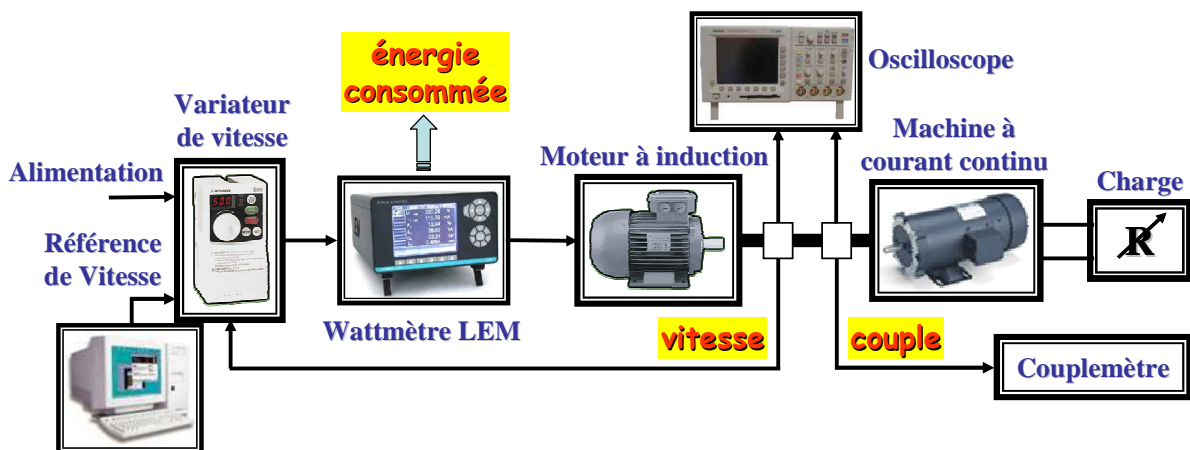 énergie
consommée
Oscilloscope
Variateur
de vitesse
Moteur à induction
Machine à
courant continu
Alimentation
Charge
500
R
Référence
de Vitesse
Wattmètre LEM
vitesse
couple
Couplemètre